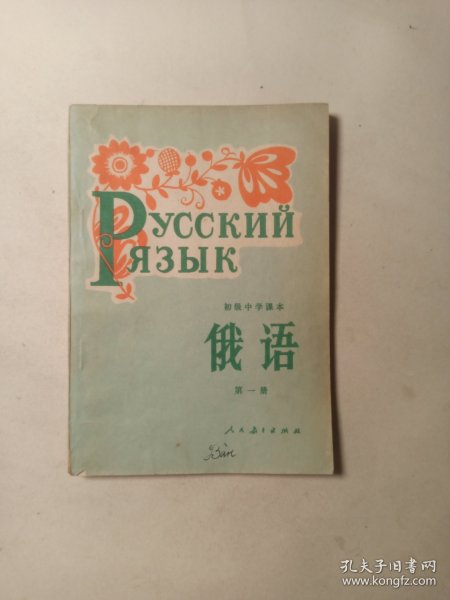 РУССКИЙ
ЯЗЫК
初级中学课本
俄语
第一册
人民教育出版社
孔夫子旧书网
www.kongfz.com